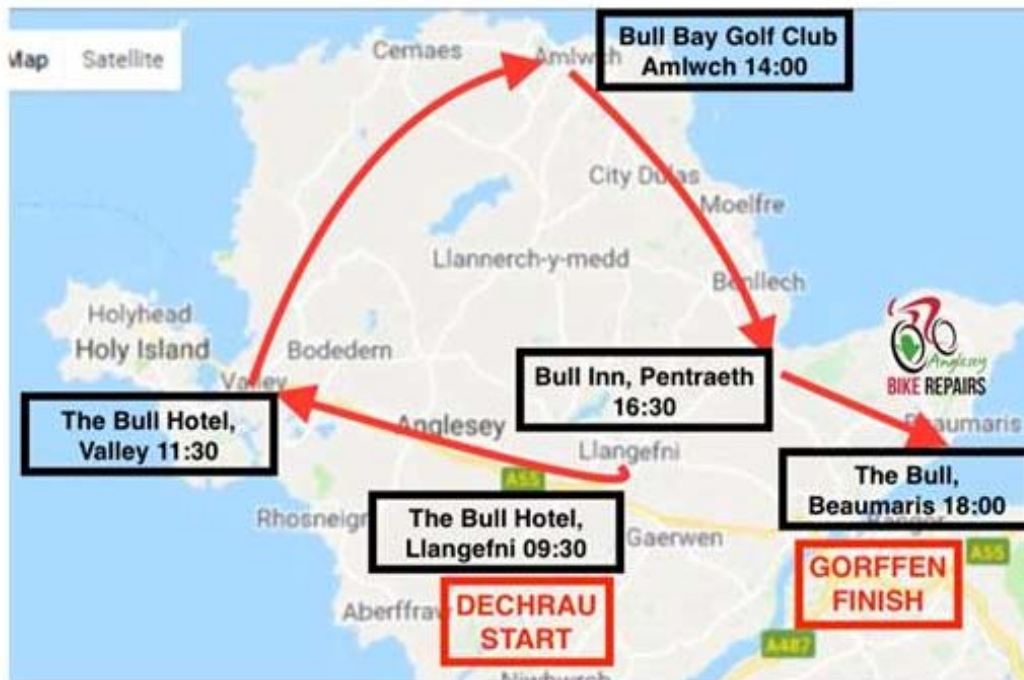 Map Satellite
Cemaes
Amlwch
Bull Bay Golf Club
Amlwch 14:00
City Dulas
Moelfre
Llannerch-y-medd
Benllech
Holyhead
Holy Island
Bodedern
Valley
Anglesey
BIKE REPAIRS
Bull Inn, Pentraeth
16:30
The Bull Hotel,
Valley 11:30
Anglesey
Beaumaris
Llangefni
A55
The Bull,
Beaumaris 18:00
Rhosneigr
The Bull Hotel,
Llangefni 09:30
Gaerwen
Bangor
A55
GORFFEN
FINISH
Aberffraw
DECHRAU
START
A487
Niwbwrch